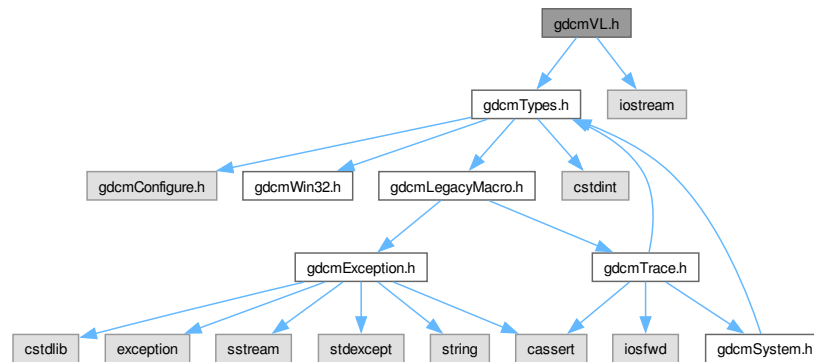 gdcmVL.h
gdcmTypes.h
iostream
gdcmConfigure.h
gdcmWin32.h
gdcmLegacyMacro.h
cstdint
gdcmException.h
gdcmTrace.h
cstdlib
exception
sstream
stdexcept
string
cassert
iosfwd
gdcmSystem.h